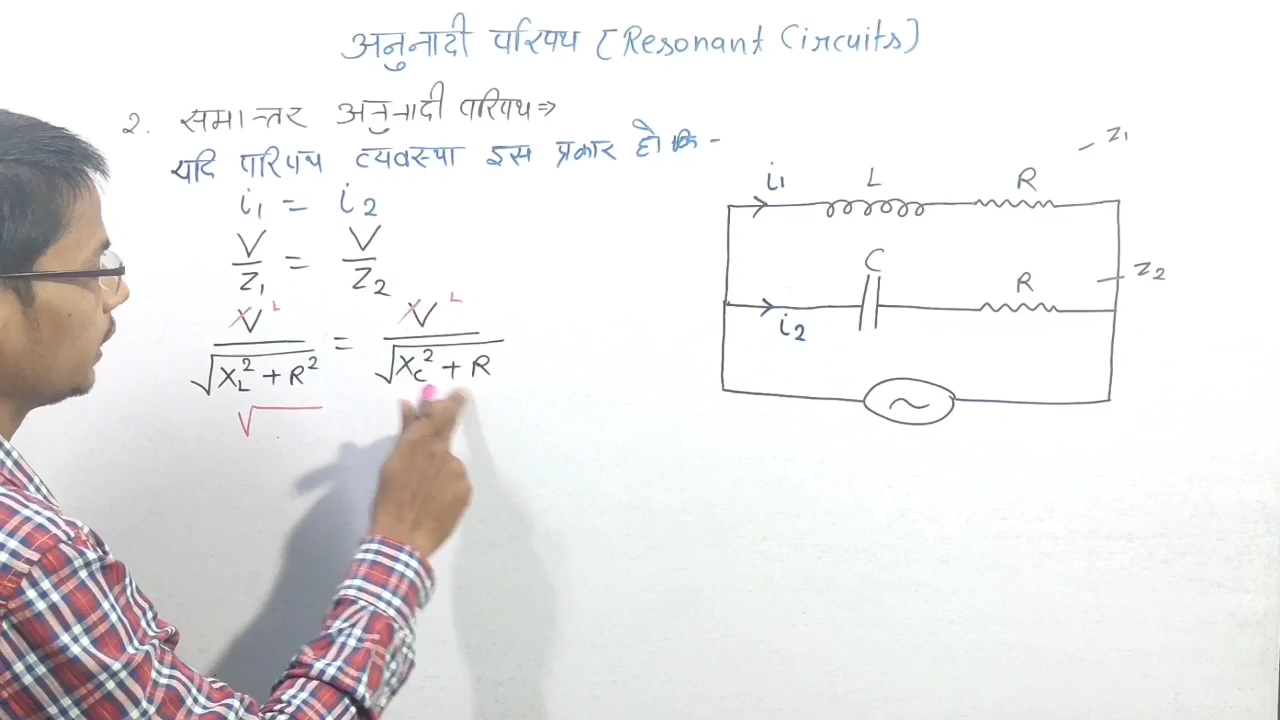 अनुनादी परिपथ (Resonant Circuits)
2. समान्तर अनुनादी परिपथ ⇒
यदि परिपथ व्यवस्था इस प्रकार हो कि -
i₁ = i₂
V/Z₁ = V/Z₂
V/√(X_L² + R²) = V/√(X_C² + R
√
Z₁
i₁ L R
C R Z₂
i₂
~